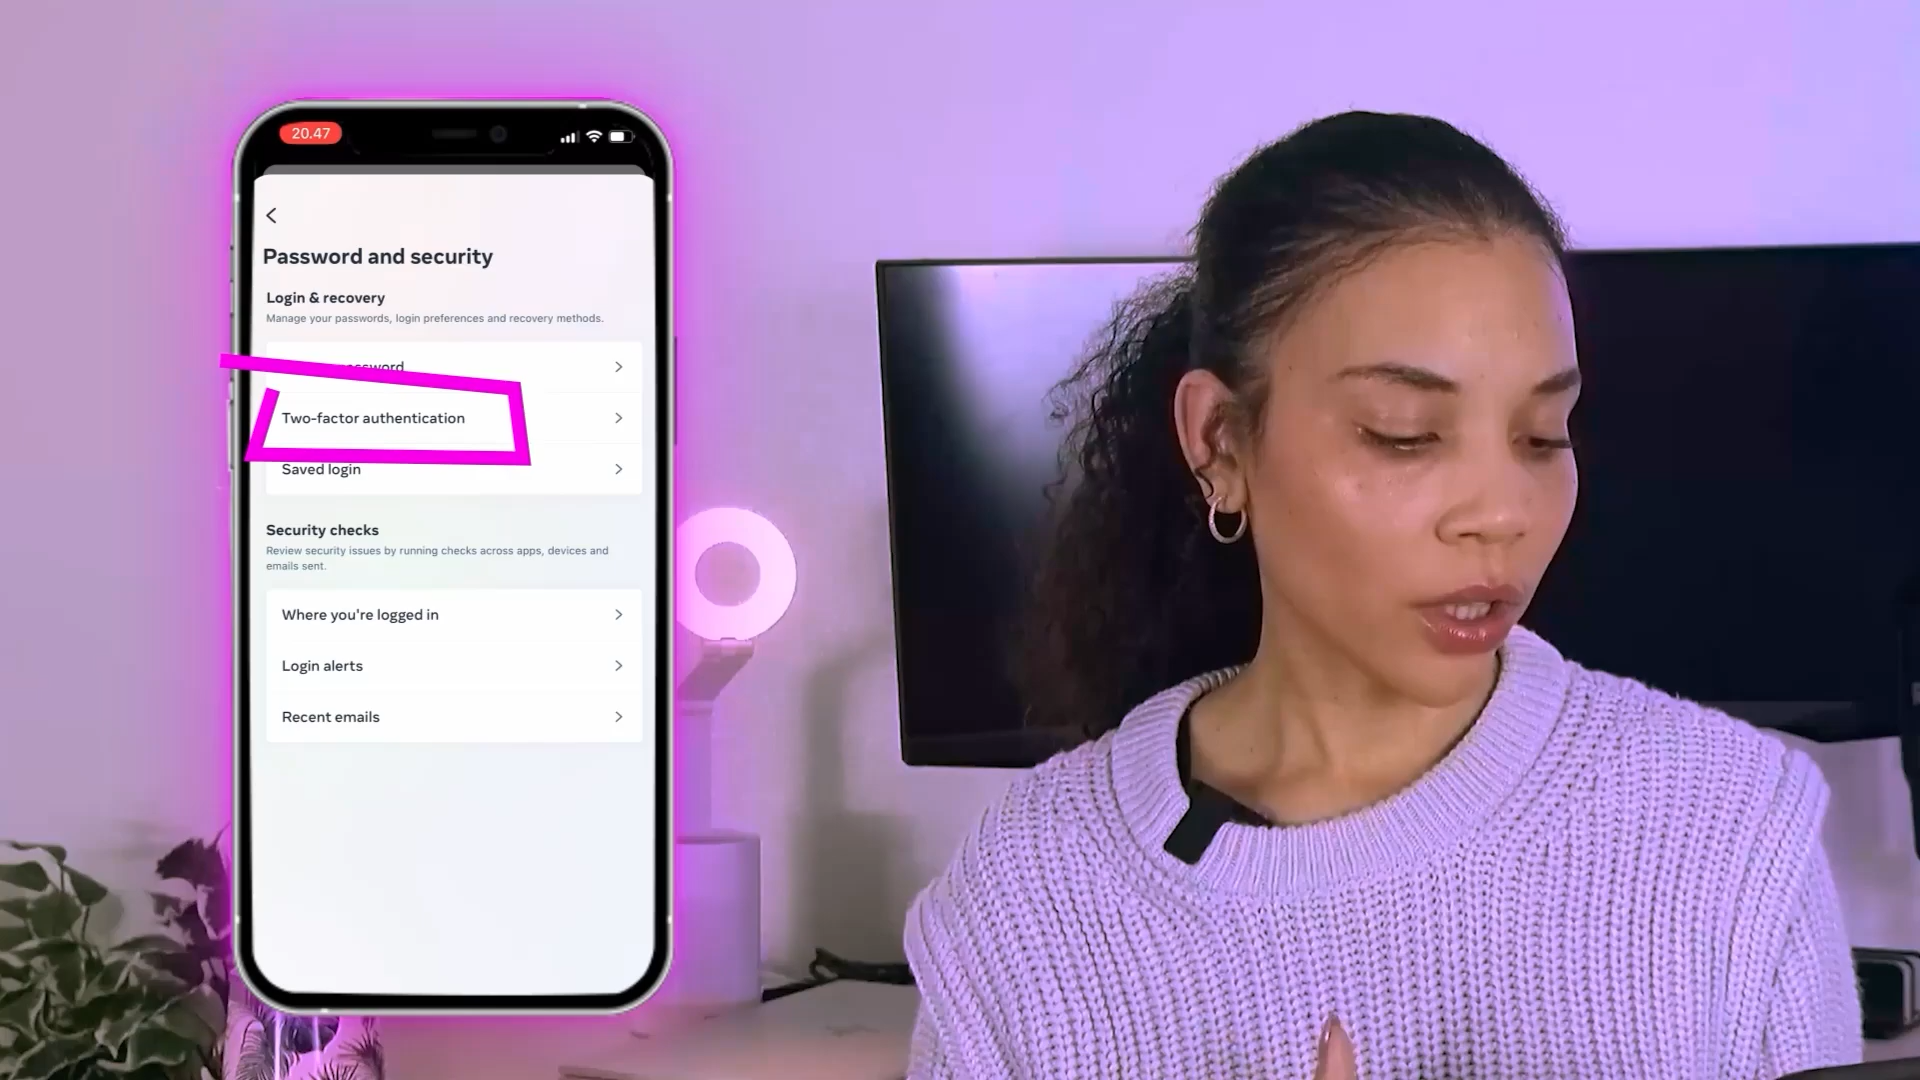 20.47
Password and security
Login & recovery
Manage your passwords, login preferences and recovery methods.
password
Two-factor authentication
Saved login
Security checks
Review security issues by running checks across apps, devices and
emails sent.
Where you're logged in
Login alerts
Recent emails